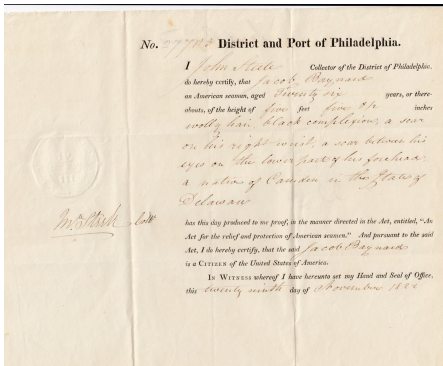 No. District and Port of Philadelphia.
I John Steele Collector of the District of Philadelphia,
do hereby certify, that Jacob Baynard
an American seaman, aged Twenty six years, or there-
abouts, of the height of five feet five inches
woolly hair, black complexion, a scar
on his right wrist, a scar between his
eyes on the lower part of his forehead,
a native of Camden in the State of
Delaware
has this day produced to me proof, in the manner directed in the Act, entitled, "An
Act for the relief and protection of American seamen." And pursuant to the said
Act, I do hereby certify, that the said Jacob Baynard
is a CITIZEN of the United States of America.
IN WITNESS whereof I have hereunto set my Hand and Seal of Office,
this twenty ninth day of November